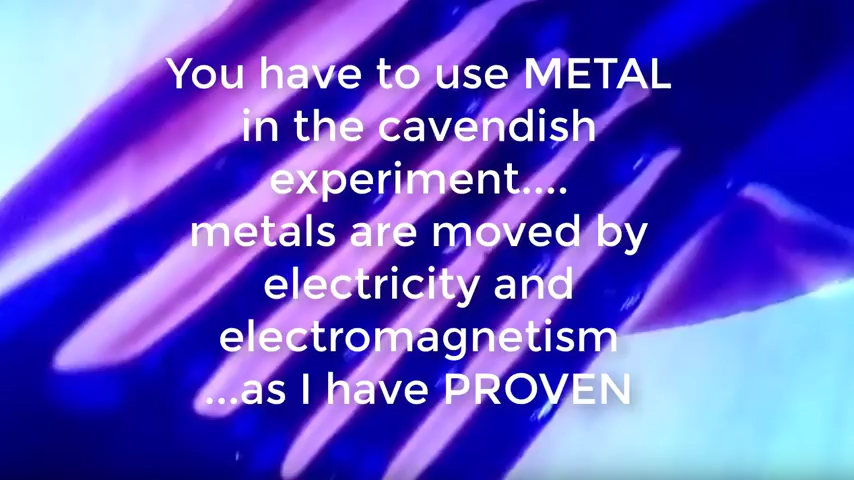 You have to use METAL
in the cavendish
experiment....
metals are moved by
electricity and
electromagnetism
...as I have PROVEN